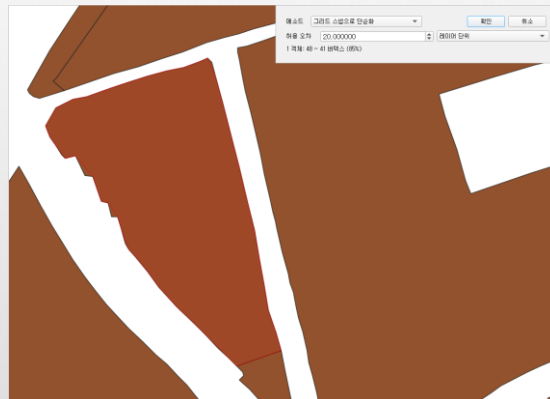 메소드 그리드 스냅으로 단순화 확인 취소
허용 오차 20.000000 레이어 단위
1 객체: 48 → 41 버텍스 (85%)